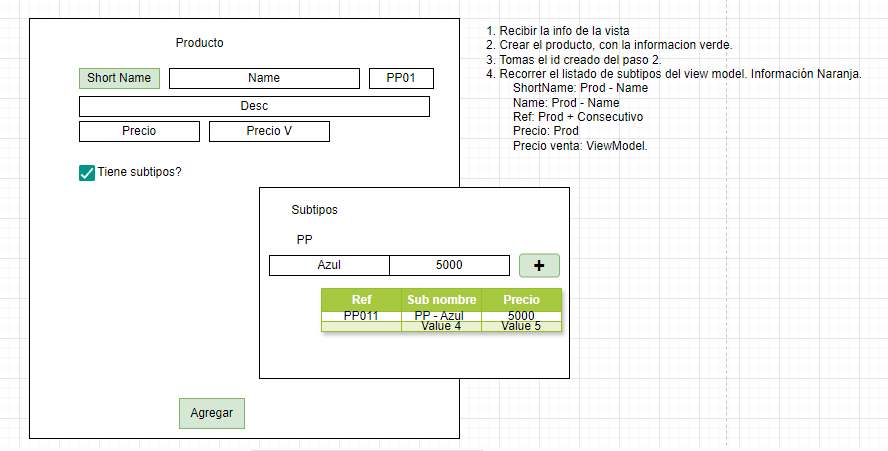 Producto
Short Name Name PP01
Desc
Precio Precio V
Tiene subtipos?
Subtipos
PP
Azul 5000 +
Ref Sub nombre Precio
PP011 PP - Azul 5000
Value 4 Value 5
Agregar
1. Recibir la info de la vista
2. Crear el producto, con la informacion verde.
3. Tomas el id creado del paso 2.
4. Recorrer el listado de subtipos del view model. Información Naranja.
ShortName: Prod - Name
Name: Prod - Name
Ref: Prod + Consecutivo
Precio: Prod
Precio venta: ViewModel.